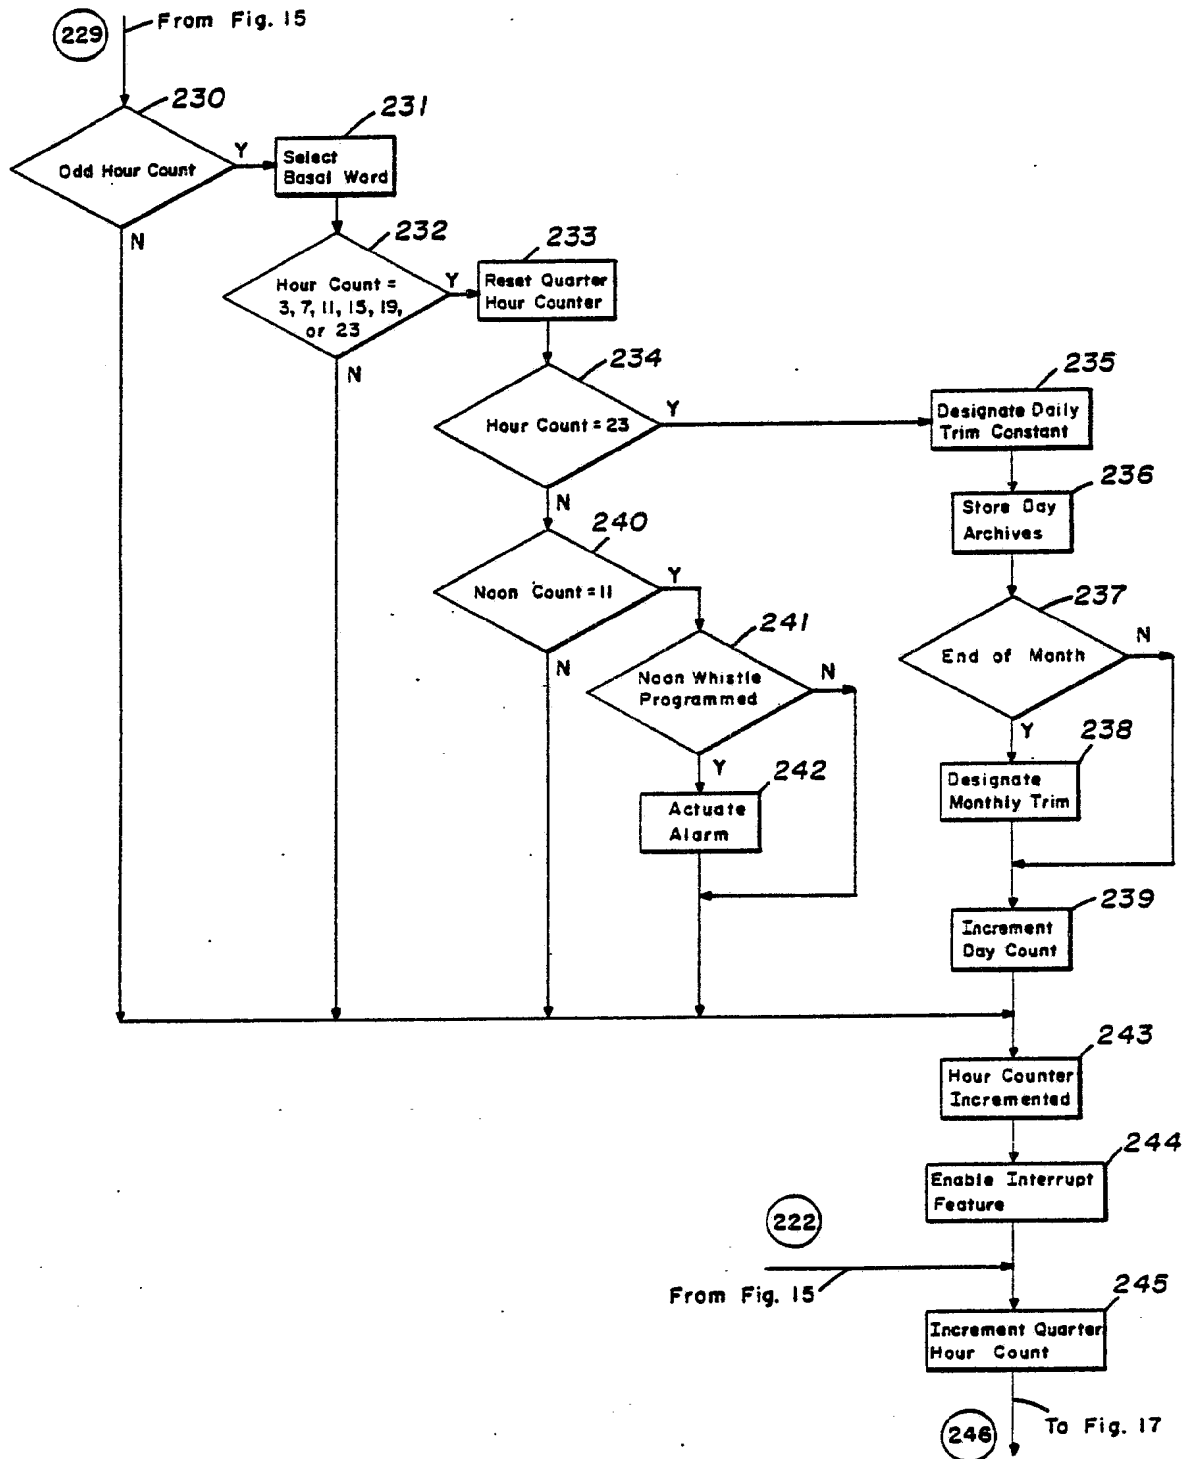 229
From Fig. 15
230
Odd Hour Count
Y
N
231
Select
Basal Word
232
Hour Count =
3, 7, 11, 15, 19,
or 23
Y
N
233
Reset Quarter
Hour Counter
234
Hour Count = 23
Y
N
235
Designate Daily
Trim Constant
236
Store Day
Archives
237
End of Month
N
Y
238
Designate
Monthly Trim
239
Increment
Day Count
240
Noon Count = 11
Y
N
241
Noon Whistle
Programmed
N
Y
242
Actuate
Alarm
243
Hour Counter
Incremented
244
Enable Interrupt
Feature
222
From Fig. 15
245
Increment Quarter
Hour Count
246
To Fig. 17